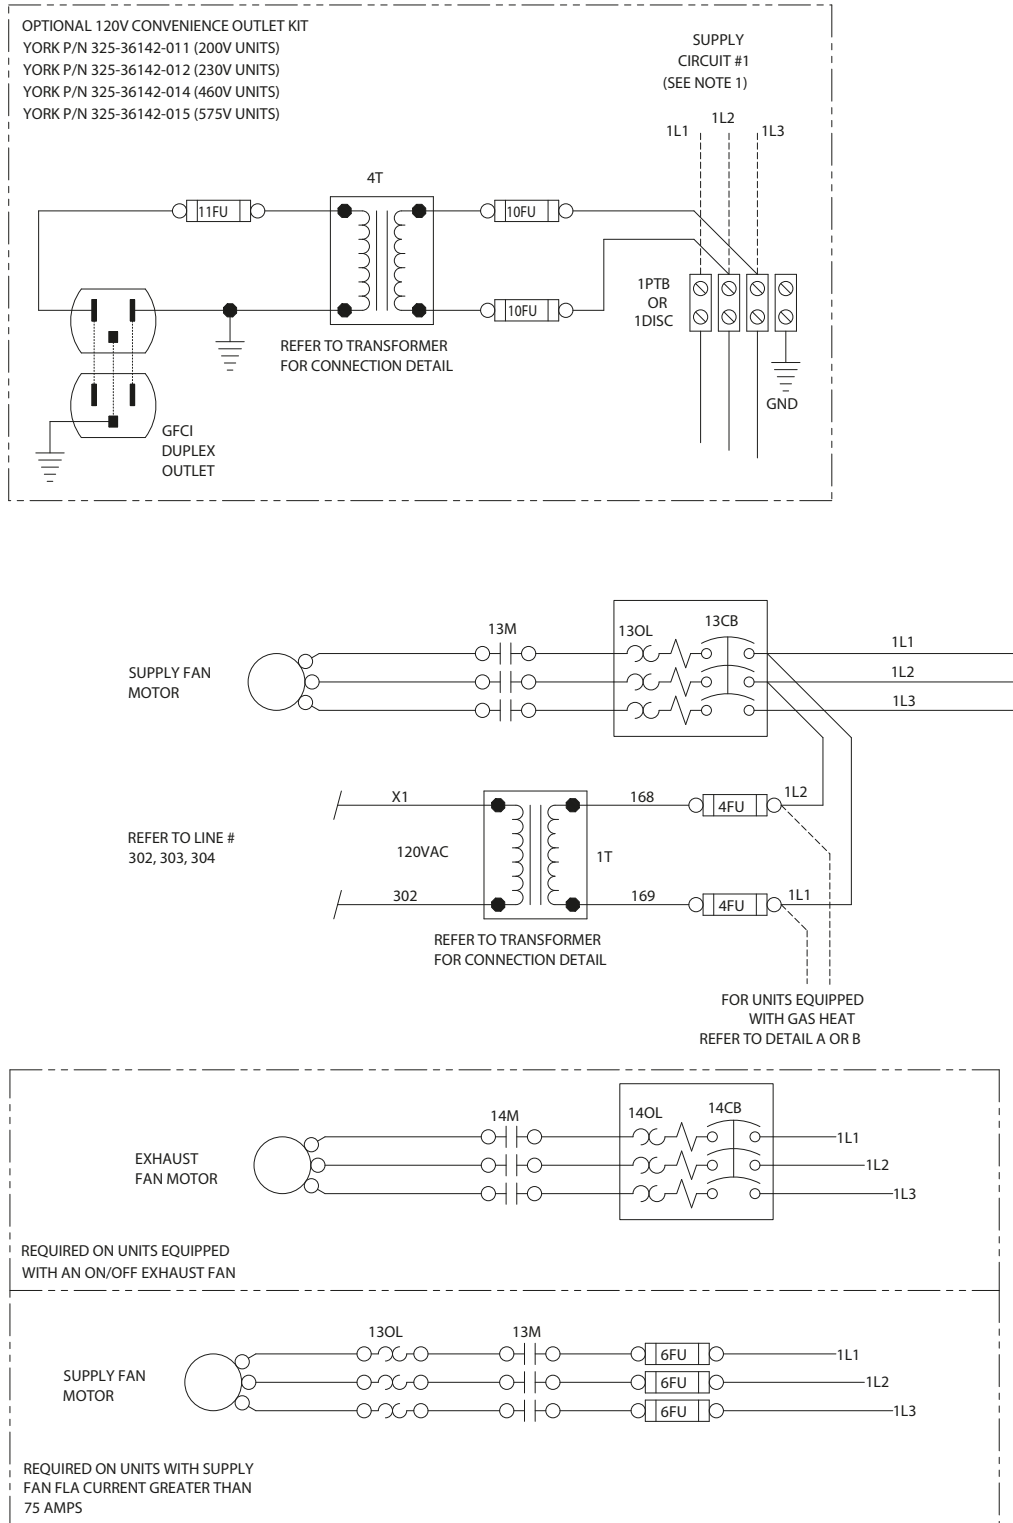 OPTIONAL 120V CONVENIENCE OUTLET KIT
YORK P/N 325-36142-011 (200V UNITS)
YORK P/N 325-36142-012 (230V UNITS)
YORK P/N 325-36142-014 (460V UNITS)
YORK P/N 325-36142-015 (575V UNITS)
SUPPLY
CIRCUIT #1
(SEE NOTE 1)
1L1
1L2
1L3
4T
11FU
10FU
10FU
1PTB
OR
1DISC
REFER TO TRANSFORMER
FOR CONNECTION DETAIL
GND
GFCI
DUPLEX
OUTLET
SUPPLY FAN
MOTOR
13M
13OL
13CB
1L1
1L2
1L3
REFER TO LINE #
302, 303, 304
X1
120VAC
302
1T
168
169
4FU
4FU
1L2
1L1
REFER TO TRANSFORMER
FOR CONNECTION DETAIL
FOR UNITS EQUIPPED
WITH GAS HEAT
REFER TO DETAIL A OR B
EXHAUST
FAN MOTOR
14M
14OL
14CB
1L1
1L2
1L3
REQUIRED ON UNITS EQUIPPED
WITH AN ON/OFF EXHAUST FAN
SUPPLY FAN
MOTOR
13OL
13M
6FU
6FU
6FU
1L1
1L2
1L3
REQUIRED ON UNITS WITH SUPPLY
FAN FLA CURRENT GREATER THAN
75 AMPS